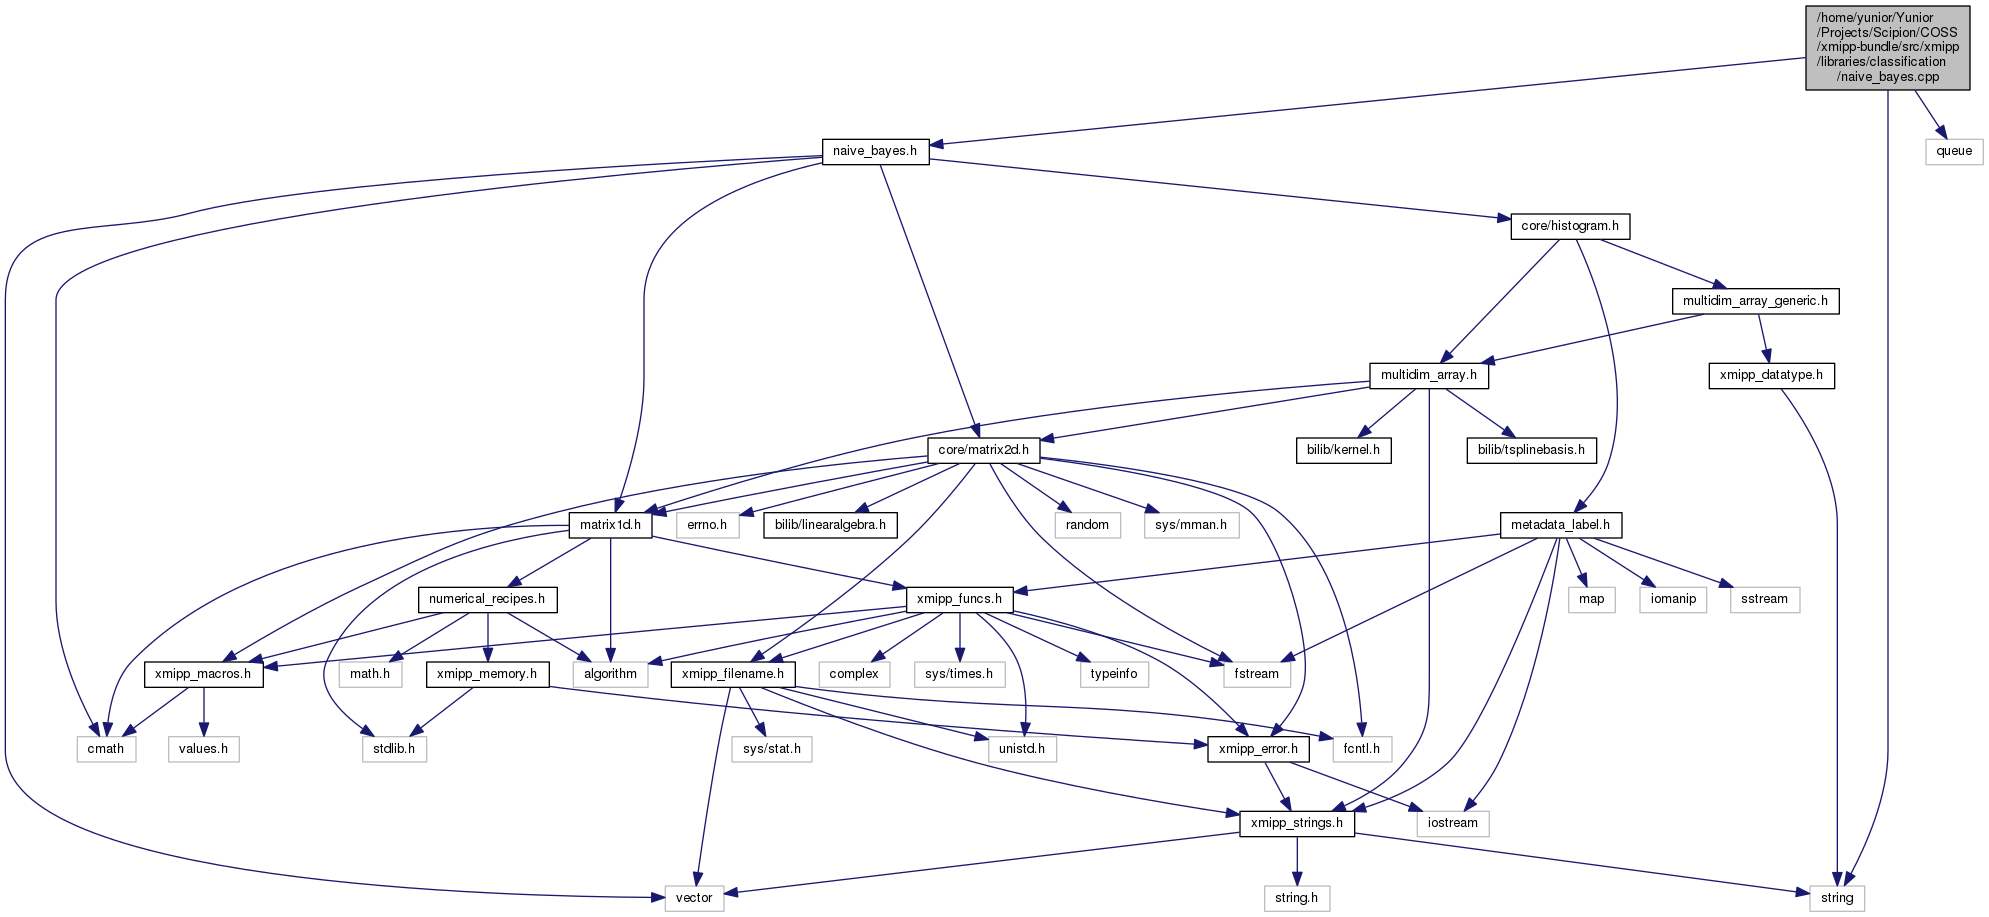 /home/yunior/Yunior
/Projects/Scipion/COSS
/xmipp-bundle/src/xmipp
/libraries/classification
/naive_bayes.cpp
naive_bayes.h
queue
core/histogram.h
multidim_array_generic.h
multidim_array.h
xmipp_datatype.h
core/matrix2d.h
bilib/kernel.h
bilib/tsplinebasis.h
matrix1d.h
errno.h
bilib/linearalgebra.h
random
sys/mman.h
metadata_label.h
numerical_recipes.h
xmipp_funcs.h
map
iomanip
sstream
xmipp_macros.h
math.h
xmipp_memory.h
algorithm
xmipp_filename.h
complex
sys/times.h
typeinfo
fstream
cmath
values.h
stdlib.h
sys/stat.h
unistd.h
xmipp_error.h
fcntl.h
xmipp_strings.h
iostream
vector
string.h
string